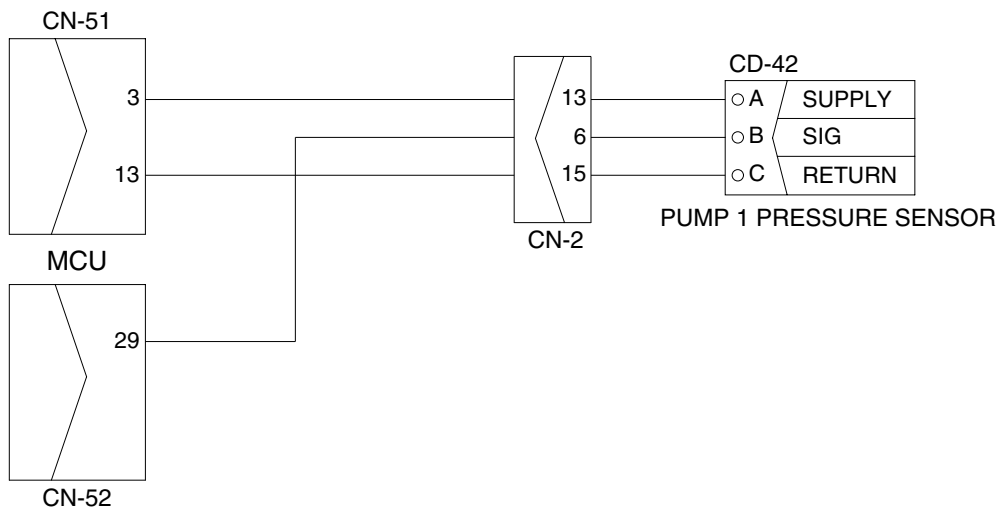 CN-51
3
13
MCU
29
CN-52
13
6
15
CN-2
CD-42
A SUPPLY
B SIG
C RETURN
PUMP 1 PRESSURE SENSOR